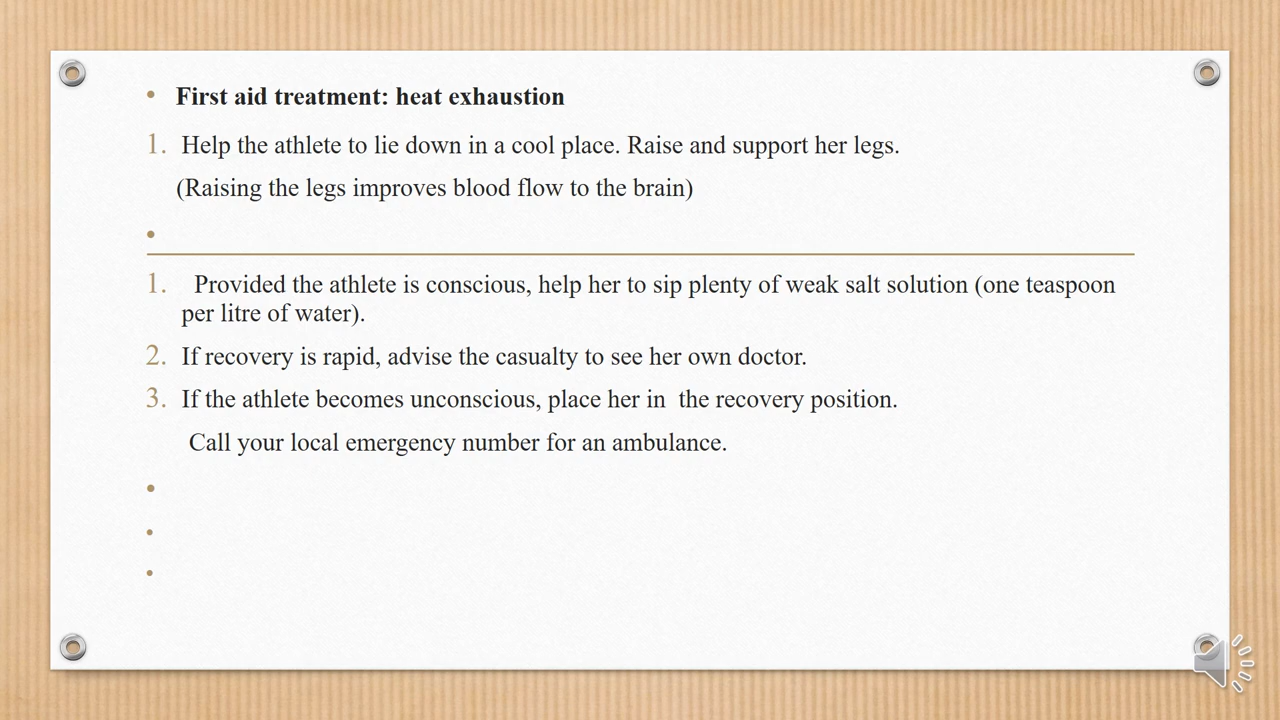 • First aid treatment: heat exhaustion
1. Help the athlete to lie down in a cool place. Raise and support her legs.
(Raising the legs improves blood flow to the brain)
•
1. Provided the athlete is conscious, help her to sip plenty of weak salt solution (one teaspoon
per litre of water).
2. If recovery is rapid, advise the casualty to see her own doctor.
3. If the athlete becomes unconscious, place her in  the recovery position.
Call your local emergency number for an ambulance.
•
•
•